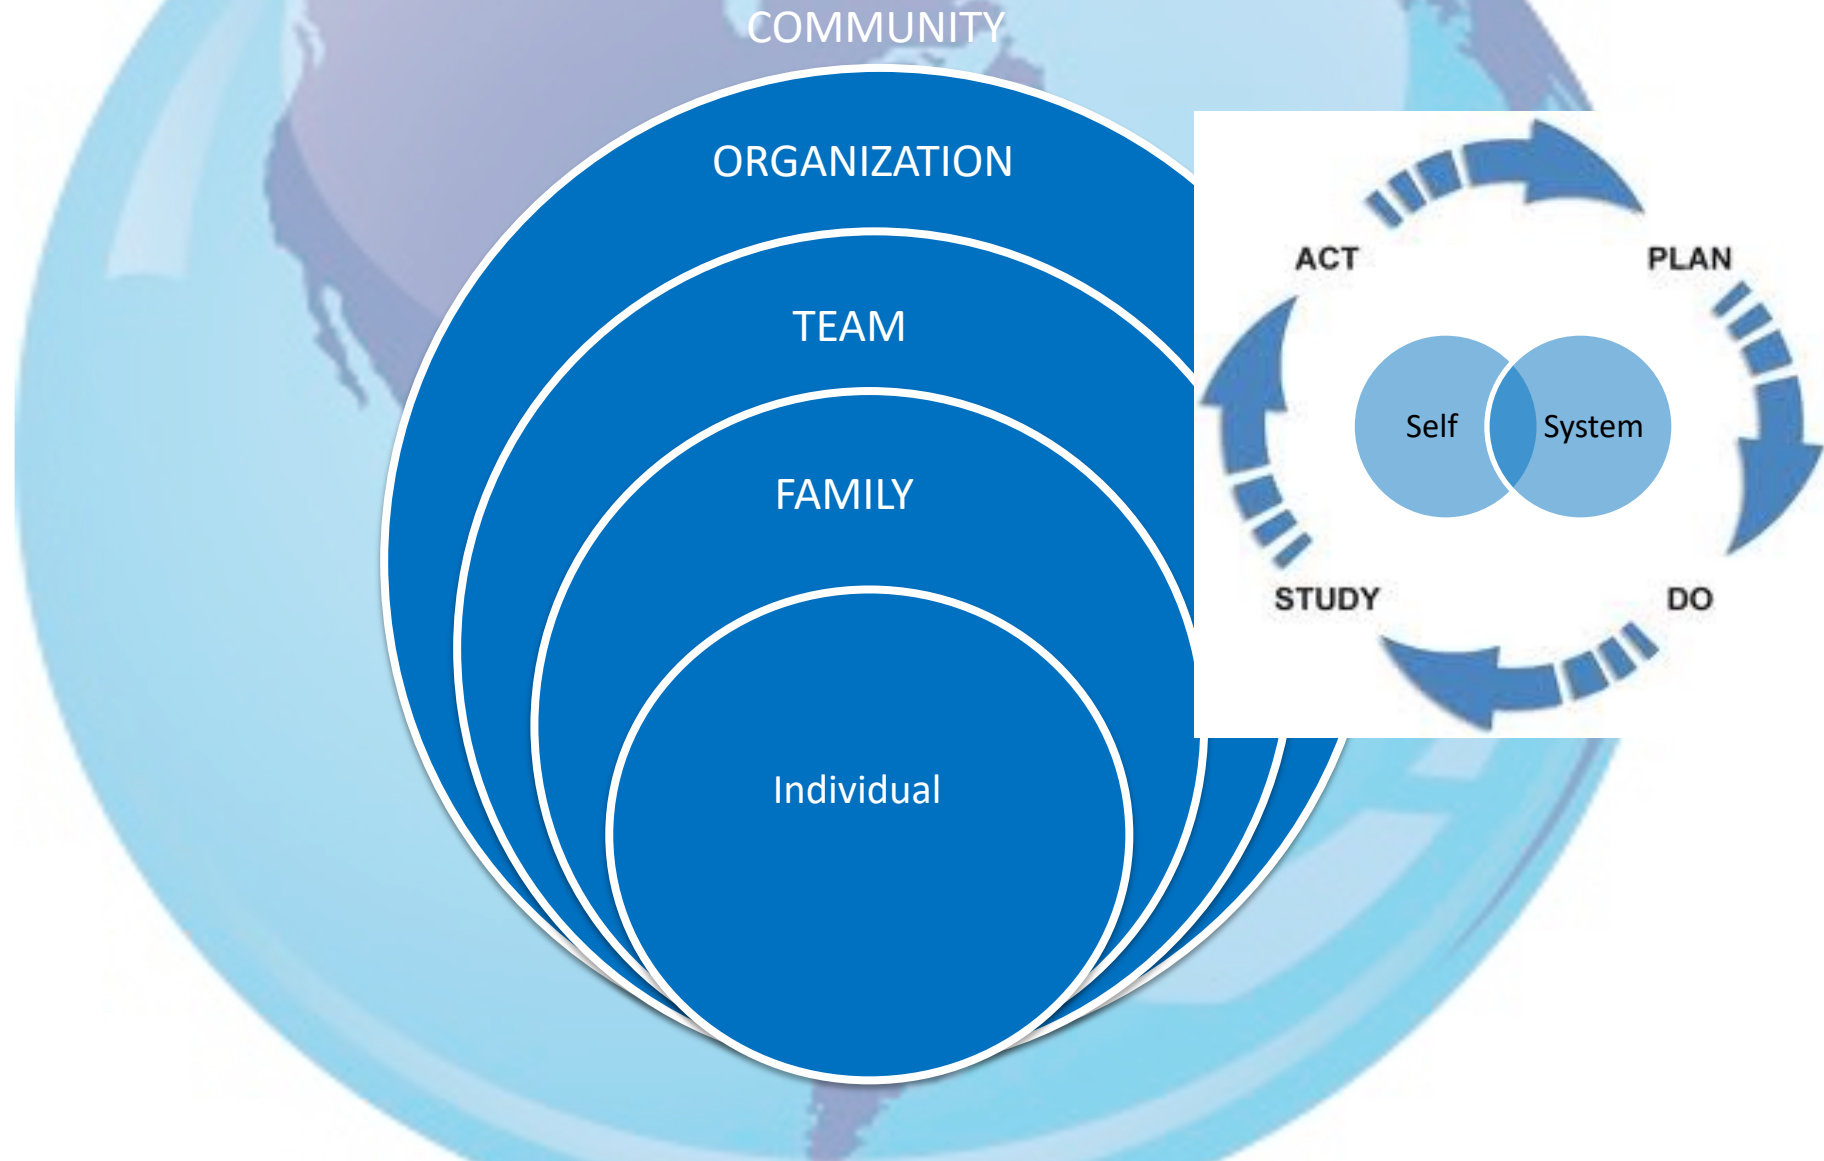 COMMUNITY
ORGANIZATION
TEAM
FAMILY
Individual
ACT
PLAN
Self
System
STUDY
DO